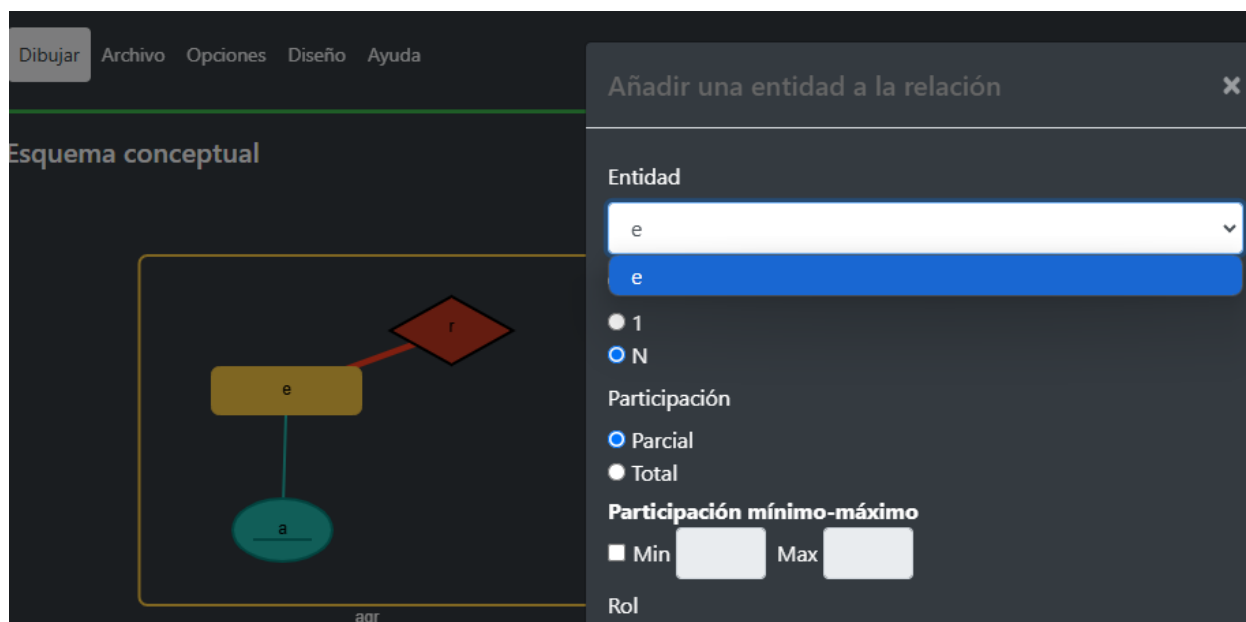 Dibujar Archivo Opciones Diseño Ayuda
Esquema conceptual
r
e
a
agr
Añadir una entidad a la relación
Entidad
e
e
1
N
Participación
Parcial
Total
Participación mínimo-máximo
Min Max
Rol